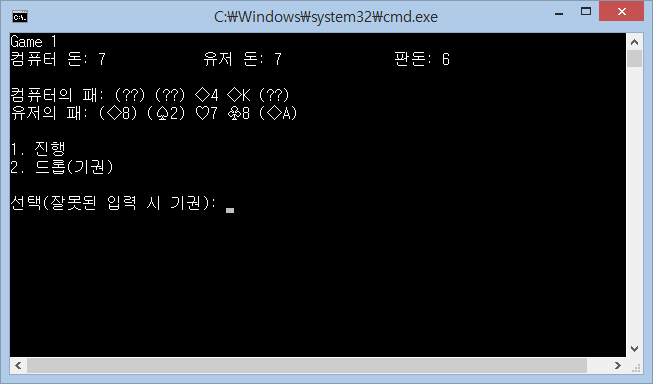 C:₩Windows₩system32₩cmd.exe
Game 1
컴퓨터 돈: 7 유저 돈: 7 판돈: 6
컴퓨터의 패: (??) (??) ◇4 ◇K (??)
유저의 패: (◇8) (♤2) ♡7 ♧8 (◇A)
1. 진행
2. 드롭(기권)
선택(잘못된 입력 시 기권):